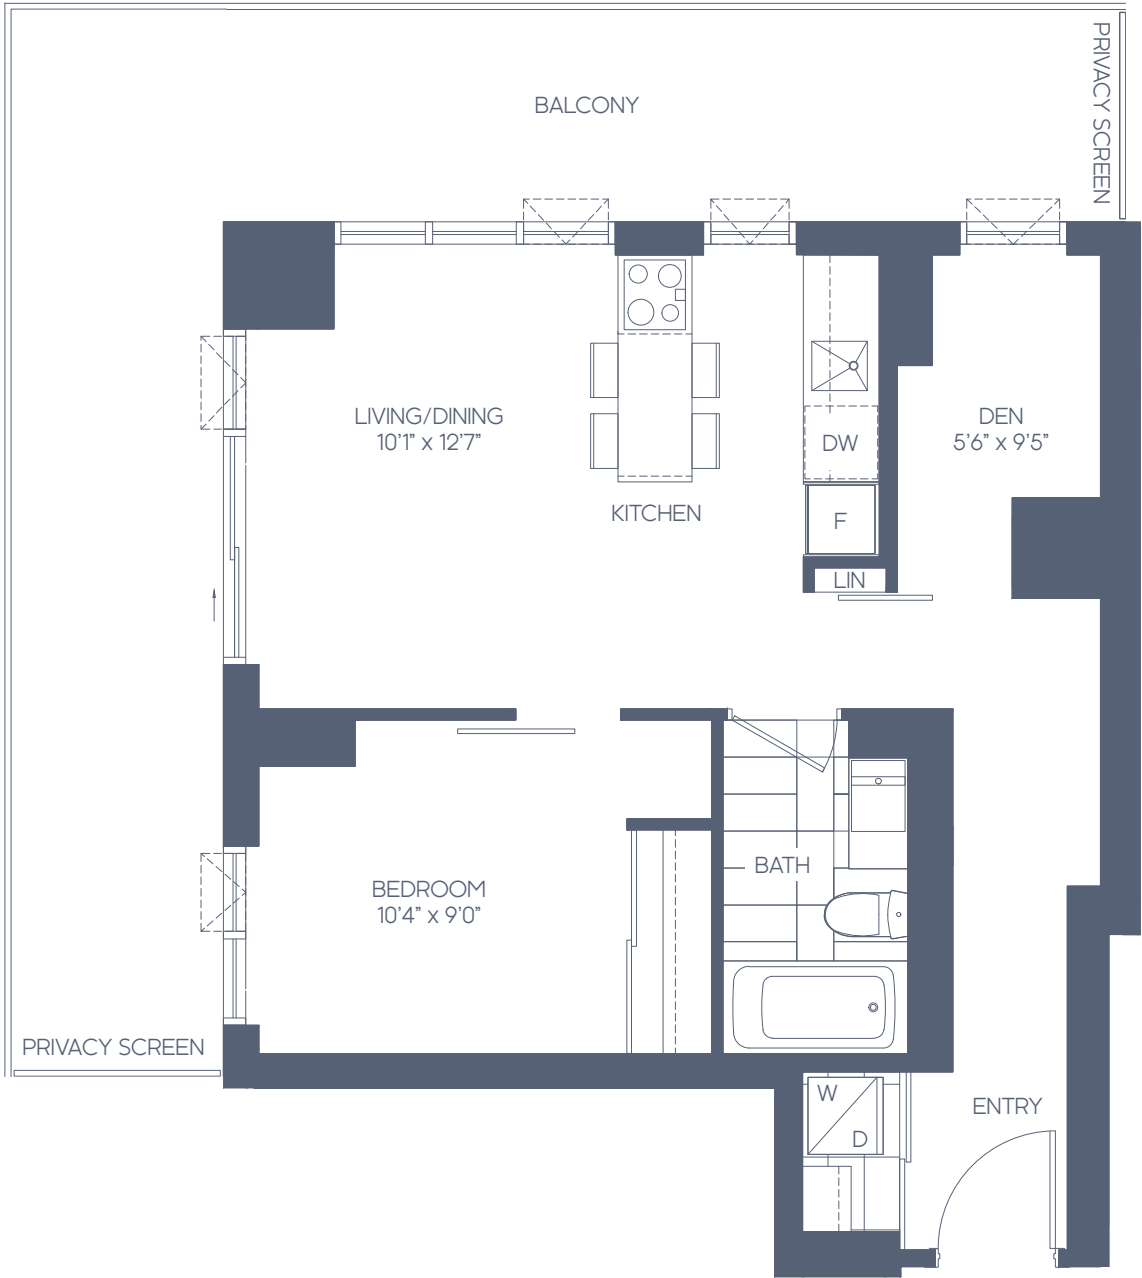 BALCONY
PRIVACY SCREEN
LIVING/DINING
10'1" x 12'7"
DEN
5'6" x 9'5"
DW
KITCHEN
F
LIN
BATH
BEDROOM
10'4" x 9'0"
PRIVACY SCREEN
W
D
ENTRY